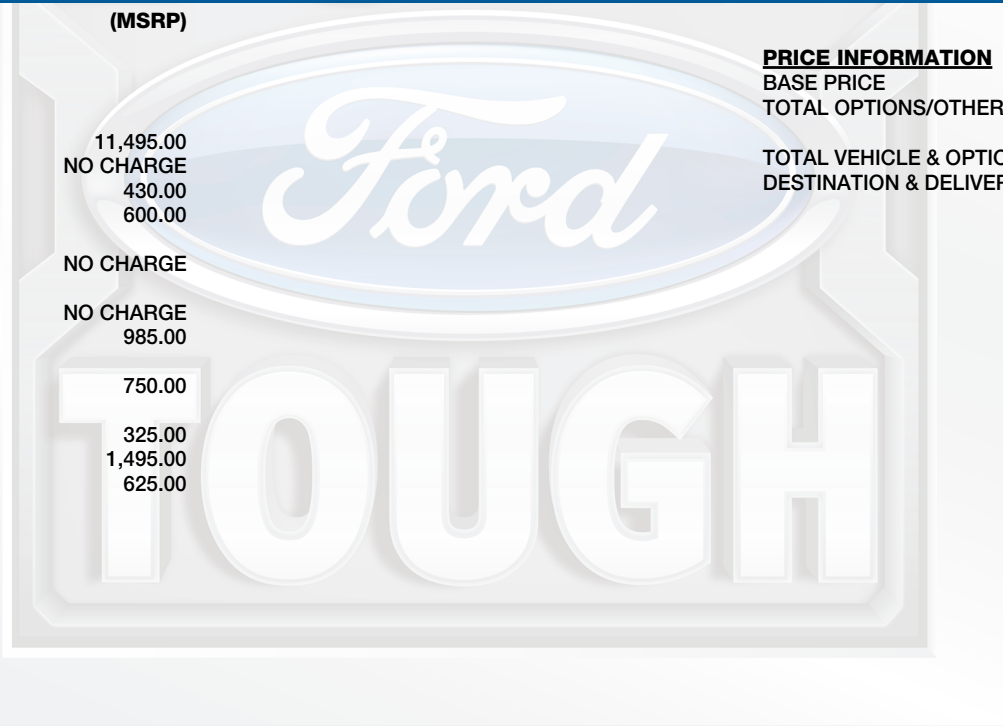 (MSRP)
11,495.00
NO CHARGE
430.00
600.00
NO CHARGE
NO CHARGE
985.00
750.00
325.00
1,495.00
625.00
PRICE INFORMATION
BASE PRICE
TOTAL OPTIONS/OTHER
TOTAL VEHICLE & OPTIO
DESTINATION & DELIVER
Ford
TOUGH